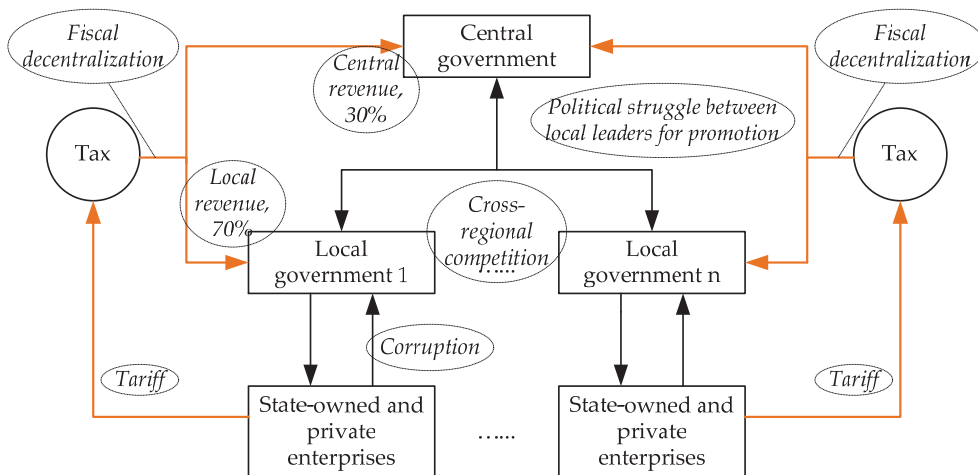 Fiscal
decentralization
Central
government
Fiscal
decentralization
Central
revenue,
30%
Political struggle between
local leaders for promotion
Tax
Tax
Local
revenue,
70%
Cross-
regional
competition
…...
Local
government 1
Local
government n
Corruption
Tariff
Tariff
State-owned and
private
enterprises
…...
State-owned and
private
enterprises